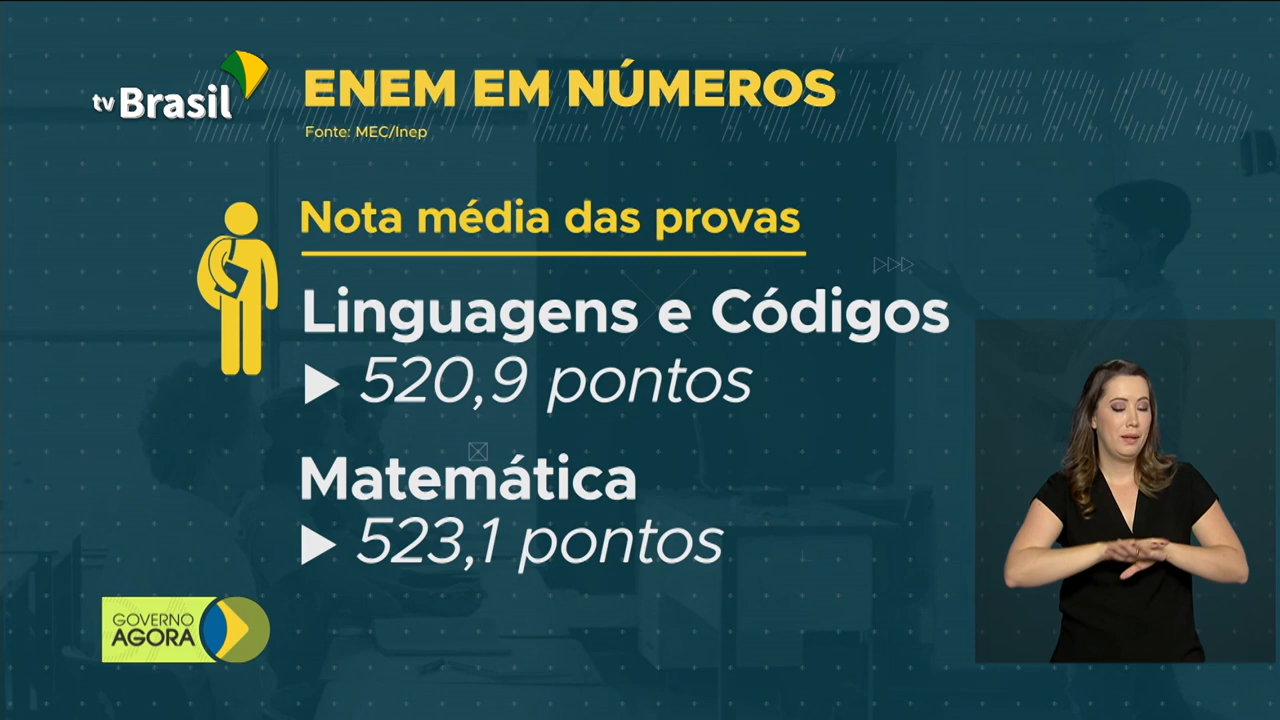 tv Brasil
ENEM EM NÚMEROS
Fonte: MEC/Inep
Nota média das provas
Linguagens e Códigos
520,9 pontos
Matemática
523,1 pontos
GOVERNO
AGORA